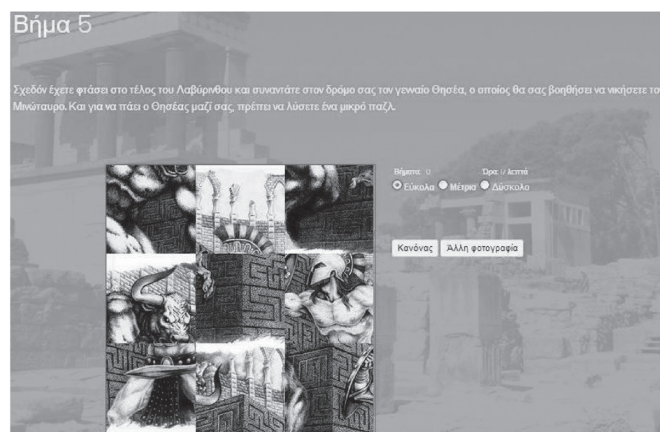 Βήμα 5
Σχεδόν έχετε φτάσει στο τέλος του Λαβύρινθου και συναντάτε στον δρόμο σας τον γενναίο Θησέα, ο οποίος θα σας βοηθήσει να νικήσετε το
Μινώταυρο. Και για να πάει ο Θησέας μαζί σας, πρέπει να λύσετε ένα μικρό παζλ.
Βήματα: 0 Ώρα: 0 λεπτά
Εύκολα Μέτρια Δύσκολο
Κανόνας Άλλη φοτογραφία